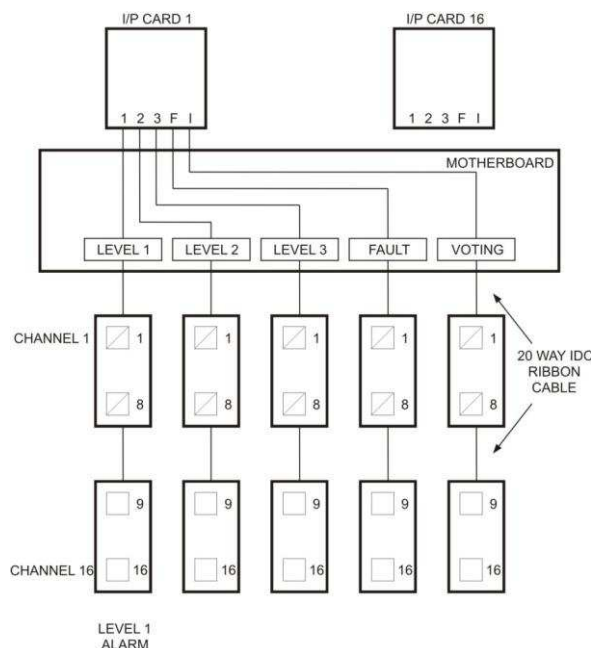 I/P CARD 1
I/P CARD 16
1 2 3 F I
1 2 3 F I
MOTHERBOARD
LEVEL 1
LEVEL 2
LEVEL 3
FAULT
VOTING
CHANNEL 1
1
1
1
1
1
20 WAY IDC
RIBBON
CABLE
8
8
8
8
8
9
9
9
9
9
CHANNEL 16
16
16
16
16
16
LEVEL 1
ALARM